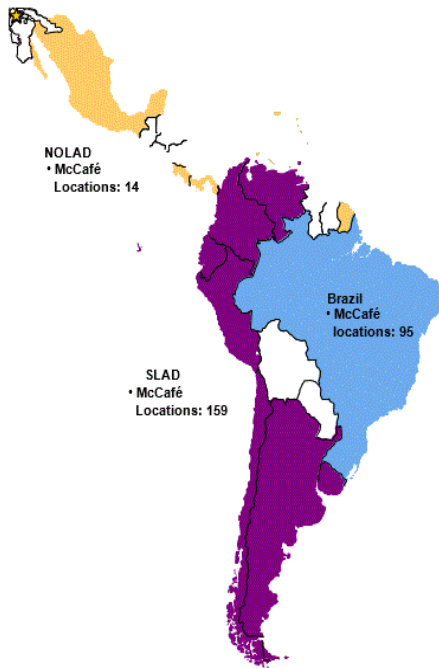 NOLAD
• McCafé
Locations: 14
Brazil
• McCafé
locations: 95
SLAD
• McCafé
Locations: 159